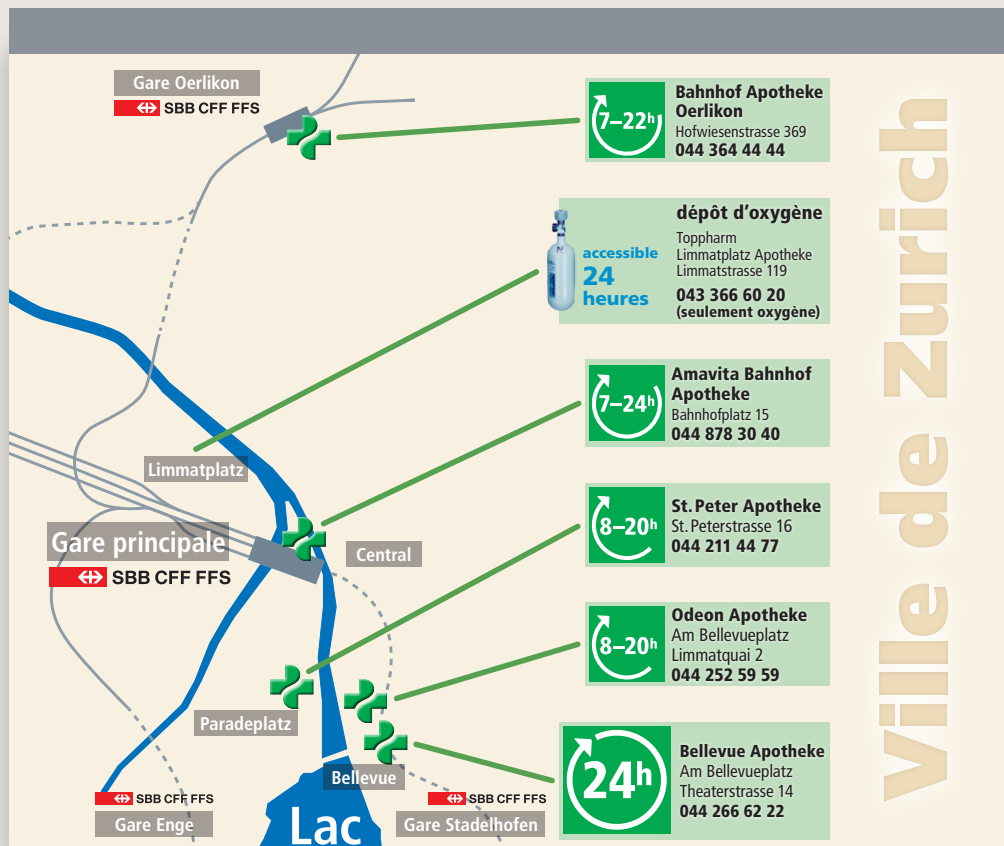 Gare Oerlikon
SBB CFF FFS
7–22h
Bahnhof Apotheke
Oerlikon
Hofwiesenstrasse 369
044 364 44 44
accessible
24
heures
dépôt d'oxygène
Toppharm
Limmatplatz Apotheke
Limmatstrasse 119
043 366 60 20
(seulement oxygène)
7–24h
Amavita Bahnhof
Apotheke
Bahnhofplatz 15
044 878 30 40
Limmatplatz
Gare principale
SBB CFF FFS
Central
8–20h
St. Peter Apotheke
St. Peterstrasse 16
044 211 44 77
8–20h
Odeon Apotheke
Am Bellevueplatz
Limmatquai 2
044 252 59 59
Paradeplatz
Bellevue
24h
Bellevue Apotheke
Am Bellevueplatz
Theaterstrasse 14
044 266 62 22
SBB CFF FFS
Gare Enge
Lac
SBB CFF FFS
Gare Stadelhofen
Ville de Zurich